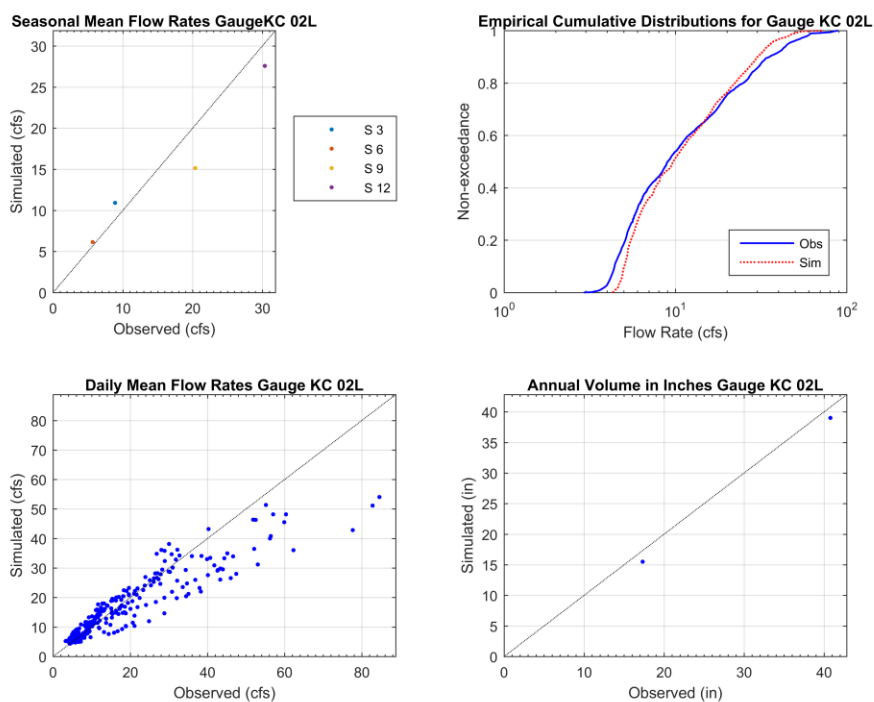 Seasonal Mean Flow Rates GaugeKC 02L
30
25
20
15
10
5
0
Simulated (cfs)
0 10 20 30
Observed (cfs)
S 3
S 6
S 9
S 12
Empirical Cumulative Distributions for Gauge KC 02L
1
0.8
0.6
0.4
0.2
0
Non-exceedance
10^0 10^1 10^2
Flow Rate (cfs)
Obs
Sim
Daily Mean Flow Rates Gauge KC 02L
80
70
60
50
40
30
20
10
0
Simulated (cfs)
0 20 40 60 80
Observed (cfs)
Annual Volume in Inches Gauge KC 02L
40
35
30
25
20
15
10
5
0
Simulated (in)
0 10 20 30 40
Observed (in)